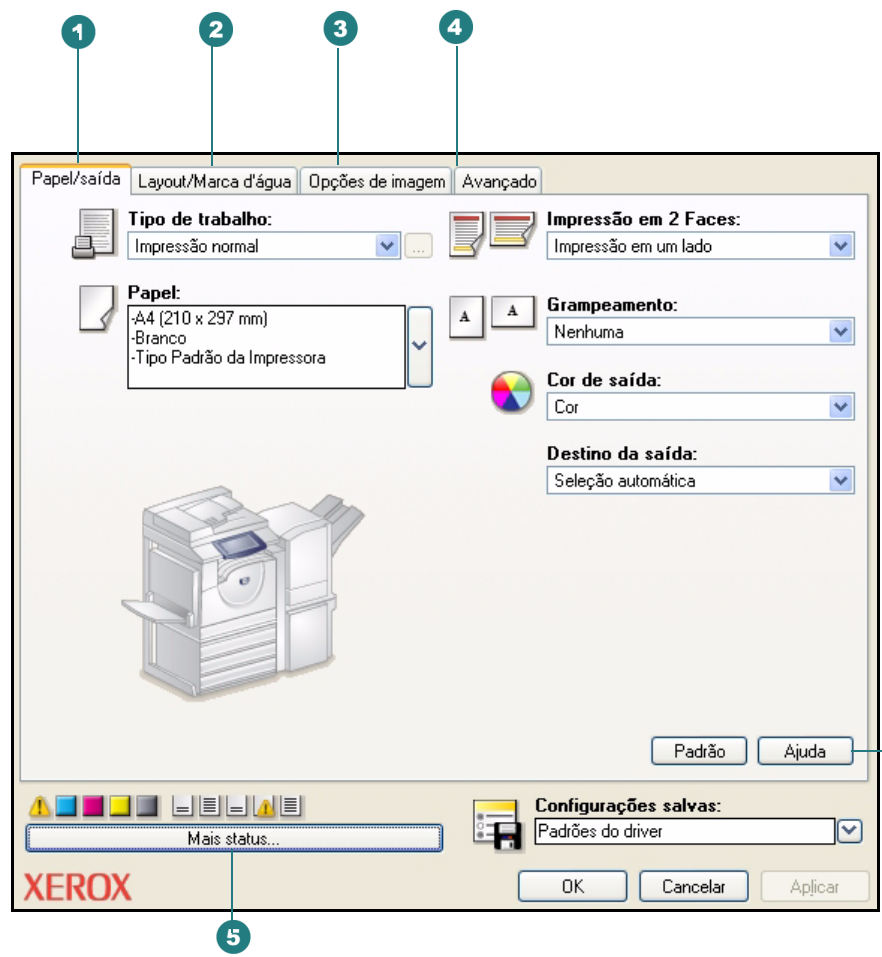 1
2
3
4
Papel/saída
Layout/Marca d'água
Opções de imagem
Avançado
Tipo de trabalho:
Impressão normal
...
Impressão em 2 Faces:
Impressão em um lado
Papel:
-A4 (210 x 297 mm)
-Branco
-Tipo Padrão da Impressora
A
A
Grampeamento:
Nenhuma
Cor de saída:
Cor
Destino da saída:
Seleção automática
Padrão
Ajuda
Mais status...
Configurações salvas:
Padrões do driver
XEROX
OK
Cancelar
Aplicar
5